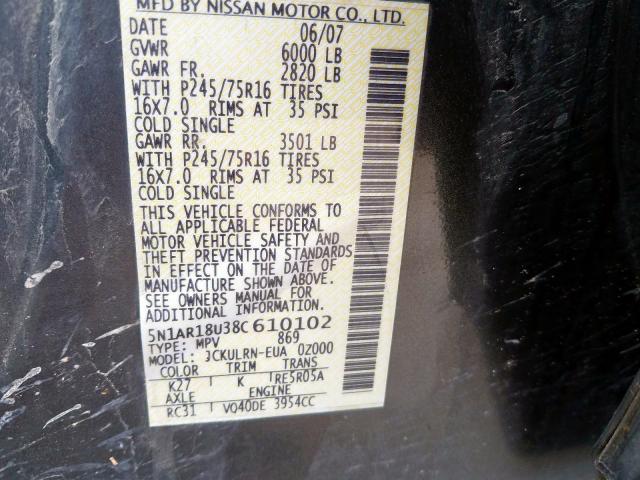 MFD BY NISSAN MOTOR CO., LTD.
DATE 06/07
GVWR 6000 LB
GAWR FR. 2820 LB
WITH P245/75R16 TIRES
16X7.0 RIMS AT 35 PSI
COLD SINGLE
GAWR RR. 3501 LB
WITH P245/75R16 TIRES
16X7.0 RIMS AT 35 PSI
COLD SINGLE
THIS VEHICLE CONFORMS TO
ALL APPLICABLE FEDERAL
MOTOR VEHICLE SAFETY AND
THEFT PREVENTION STANDARDS
IN EFFECT ON THE DATE OF
MANUFACTURE SHOWN ABOVE.
SEE OWNERS MANUAL FOR
ADDITIONAL INFORMATION.
5N1AR18U38C610102
TYPE: MPV 869
MODEL: JCKULRN-EUA 0Z000
COLOR TRIM TRANS
K27 K RE5R05A
AXLE ENGINE
RC31 VQ40DE 3954CC